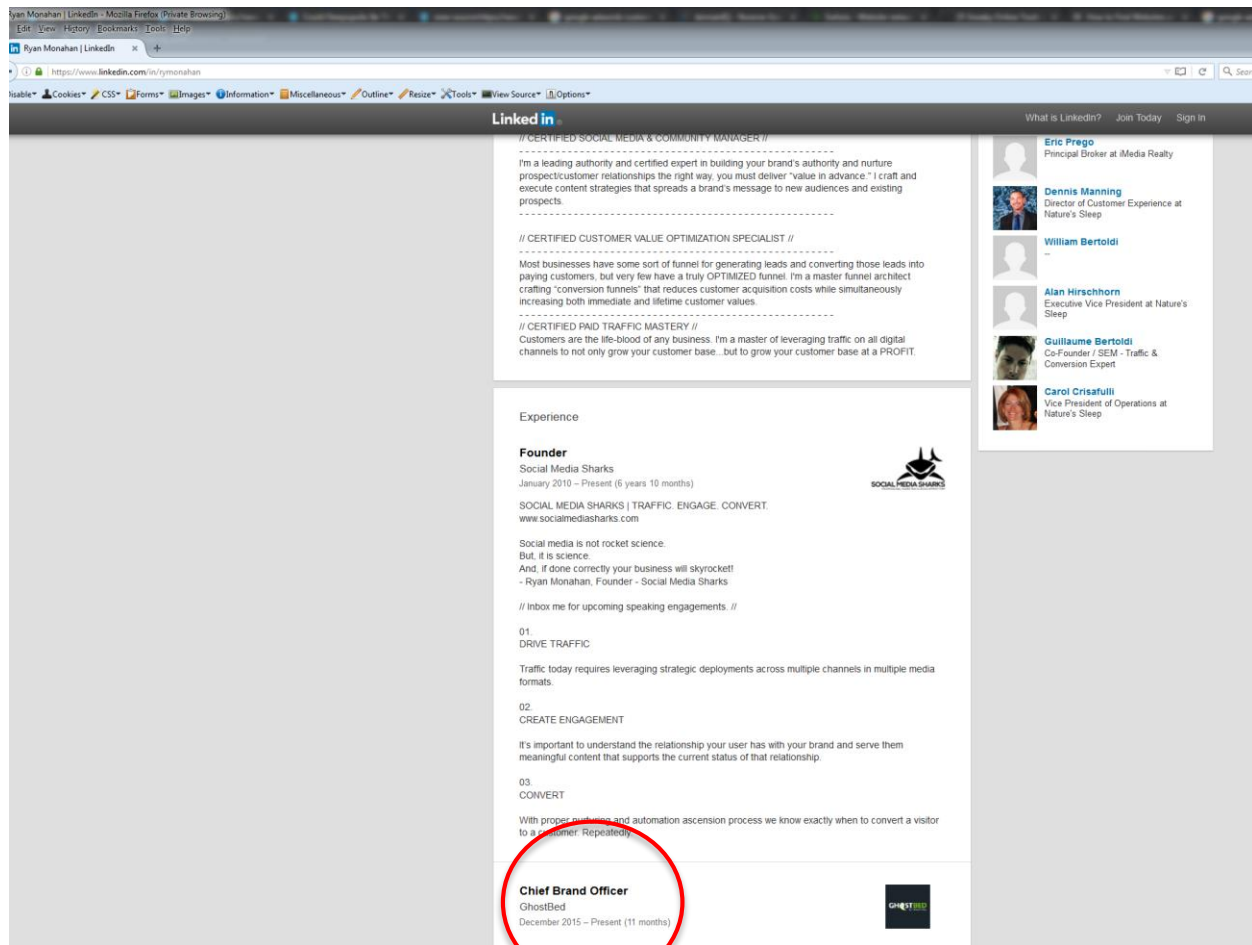 Ryan Monahan | LinkedIn - Mozilla Firefox (Private Browsing)
Edit View History Bookmarks Tools Help
in Ryan Monahan | LinkedIn × +
https://www.linkedin.com/in/rymonahan
Disable Cookies CSS Forms Images Information Miscellaneous Outline Resize Tools View Source Options
Linked in
What is LinkedIn? Join Today Sign In
// CERTIFIED SOCIAL MEDIA & COMMUNITY MANAGER //
- - - - - - - - - - - - - - - - - - - - - - - - - - - - - - - - - - - - - - - - - - - - - - - - - - - - -
I'm a leading authority and certified expert in building your brand's authority and nurture
prospect/customer relationships the right way, you must deliver "value in advance." I craft and
execute content strategies that spreads a brand's message to new audiences and existing
prospects.
- - - - - - - - - - - - - - - - - - - - - - - - - - - - - - - - - - - - - - - - - - - - - - - - - - - - -
// CERTIFIED CUSTOMER VALUE OPTIMIZATION SPECIALIST //
- - - - - - - - - - - - - - - - - - - - - - - - - - - - - - - - - - - - - - - - - - - - - - - - - - - - -
Most businesses have some sort of funnel for generating leads and converting those leads into
paying customers, but very few have a truly OPTIMIZED funnel. I'm a master funnel architect
crafting "conversion funnels" that reduces customer acquisition costs while simultaneously
increasing both immediate and lifetime customer values.
- - - - - - - - - - - - - - - - - - - - - - - - - - - - - - - - - - - - - - - - - - - - - - - - - - - - -
// CERTIFIED PAID TRAFFIC MASTERY //
Customers are the life-blood of any business. I'm a master of leveraging traffic on all digital
channels to not only grow your customer base...but to grow your customer base at a PROFIT.
Eric Prego
Principal Broker at iMedia Realty
Dennis Manning
Director of Customer Experience at
Nature's Sleep
William Bertoldi
--
Alan Hirschhorn
Executive Vice President at Nature's
Sleep
Guillaume Bertoldi
Co-Founder / SEM - Traffic &
Conversion Expert
Carol Crisafulli
Vice President of Operations at
Nature's Sleep
Experience
Founder
Social Media Sharks
January 2010 – Present (6 years 10 months)
SOCIAL MEDIA SHARKS
SOCIAL MEDIA SHARKS | TRAFFIC. ENGAGE. CONVERT.
www.socialmediasharks.com
Social media is not rocket science.
But, it is science.
And, if done correctly your business will skyrocket!
- Ryan Monahan, Founder - Social Media Sharks
// Inbox me for upcoming speaking engagements. //
01.
DRIVE TRAFFIC
Traffic today requires leveraging strategic deployments across multiple channels in multiple media
formats.
02.
CREATE ENGAGEMENT
It's important to understand the relationship your user has with your brand and serve them
meaningful content that supports the current status of that relationship.
03.
CONVERT
With proper nurturing and automation ascension process we know exactly when to convert a visitor
to a customer. Repeatedly.
Chief Brand Officer
GhostBed
December 2015 – Present (11 months)
GHOSTBED